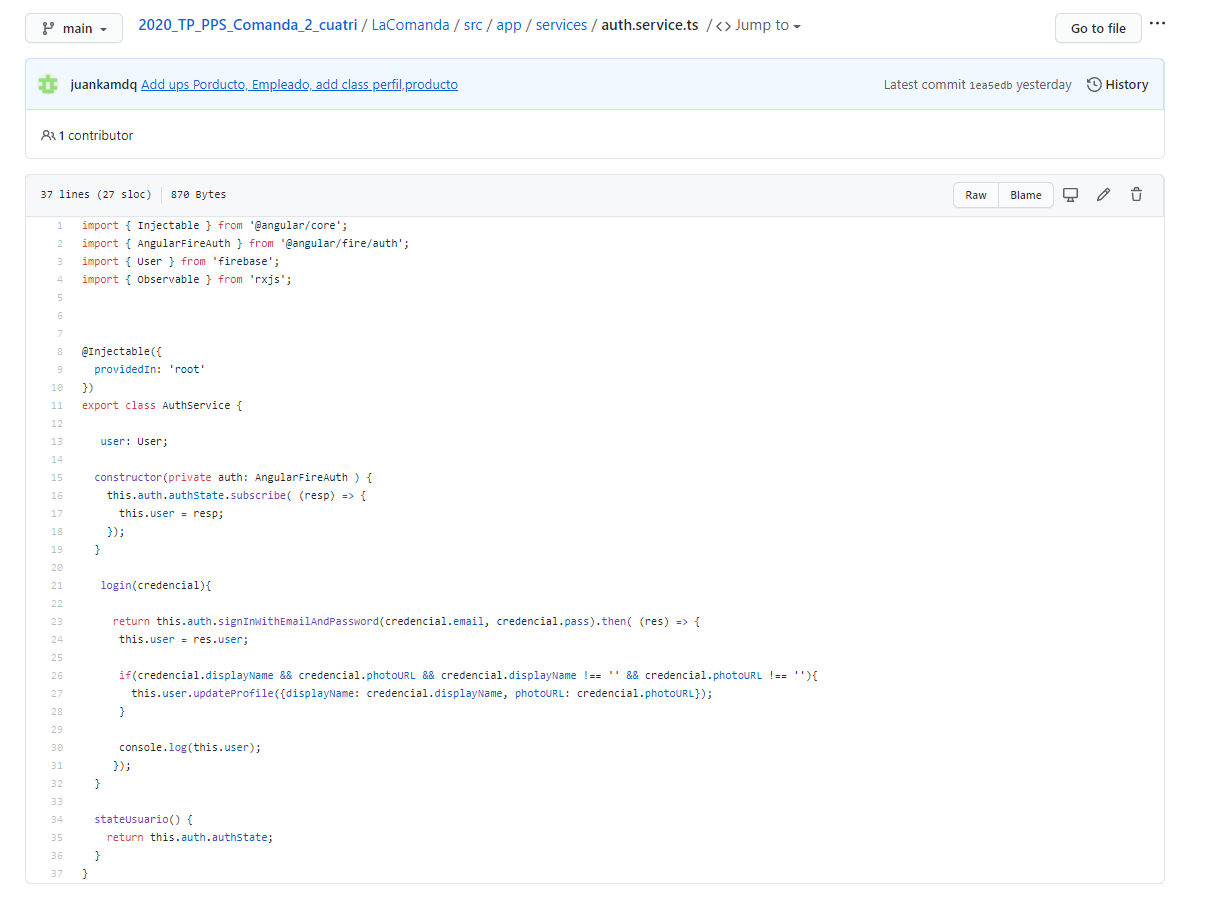 main
2020_TP_PPS_Comanda_2_cuatri / LaComanda / src / app / services / auth.service.ts / <> Jump to
Go to file
juankamdq Add ups Porducto, Empleado, add class perfil,producto
Latest commit 1ea5edb yesterday
History
1 contributor
37 lines (27 sloc) 870 Bytes
Raw
Blame
1 import { Injectable } from '@angular/core';
2 import { AngularFireAuth } from '@angular/fire/auth';
3 import { User } from 'firebase';
4 import { Observable } from 'rxjs';
5
6
7
8 @Injectable({
9   providedIn: 'root'
10 })
11 export class AuthService {
12
13    user: User;
14
15   constructor(private auth: AngularFireAuth ) {
16     this.auth.authState.subscribe( (resp) => {
17       this.user = resp;
18     });
19   }
20
21    login(credencial){
22
23      return this.auth.signInWithEmailAndPassword(credencial.email, credencial.pass).then( (res) => {
24       this.user = res.user;
25
26       if(credencial.displayName && credencial.photoURL && credencial.displayName !== '' && credencial.photoURL !== ''){
27         this.user.updateProfile({displayName: credencial.displayName, photoURL: credencial.photoURL});
28       }
29
30       console.log(this.user);
31      });
32   }
33
34   stateUsuario() {
35     return this.auth.authState;
36   }
37 }